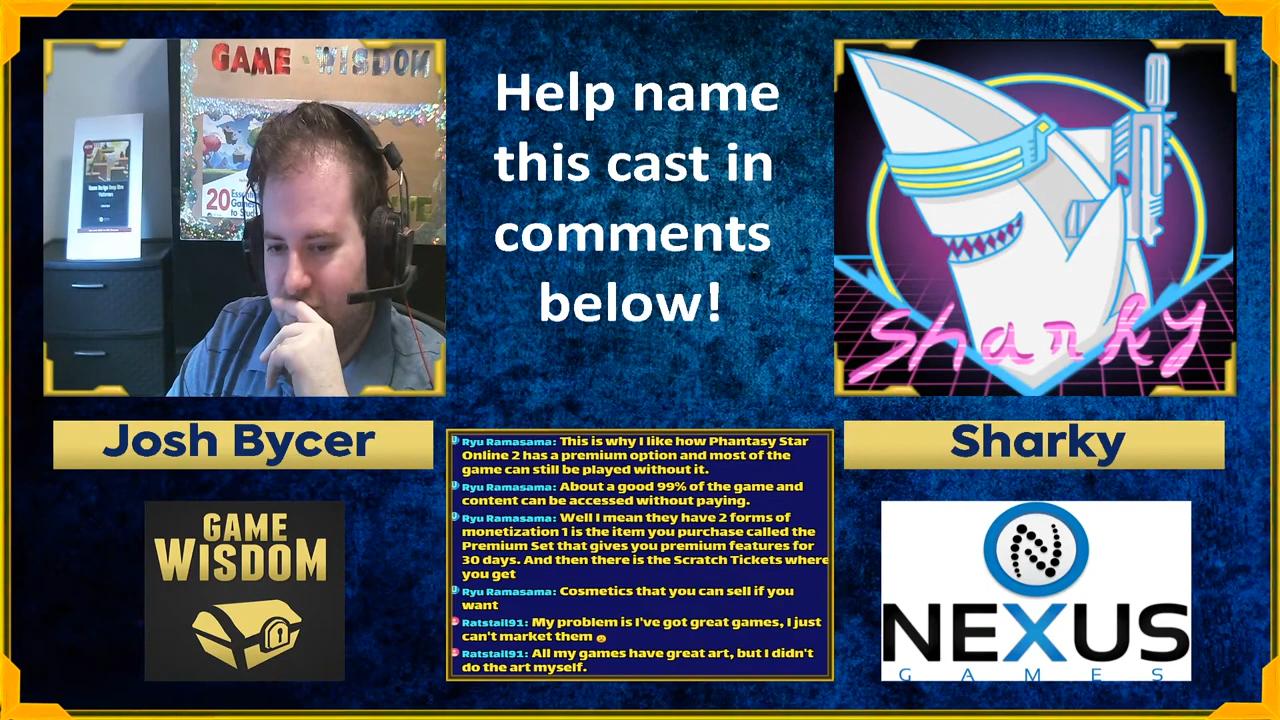 GAME WISDOM
20 Essential
Games
to Study
Help name
this cast in
comments
below!
Sharky
Josh Bycer
Sharky
GAME
WISDOM
Ryu Ramasama: This is why I like how Phantasy Star
Online 2 has a premium option and most of the
game can still be played without it.
Ryu Ramasama: About a good 99% of the game and
content can be accessed without paying.
Ryu Ramasama: Well I mean they have 2 forms of
monetization 1 is the item you purchase called the
Premium Set that gives you premium features for
30 days. And then there is the Scratch Tickets where
you get
Ryu Ramasama: Cosmetics that you can sell if you
want
Ratstail91: My problem is I've got great games, I just
can't market them
Ratstail91: All my games have great art, but I didn't
do the art myself.
NEXUS
GAMES